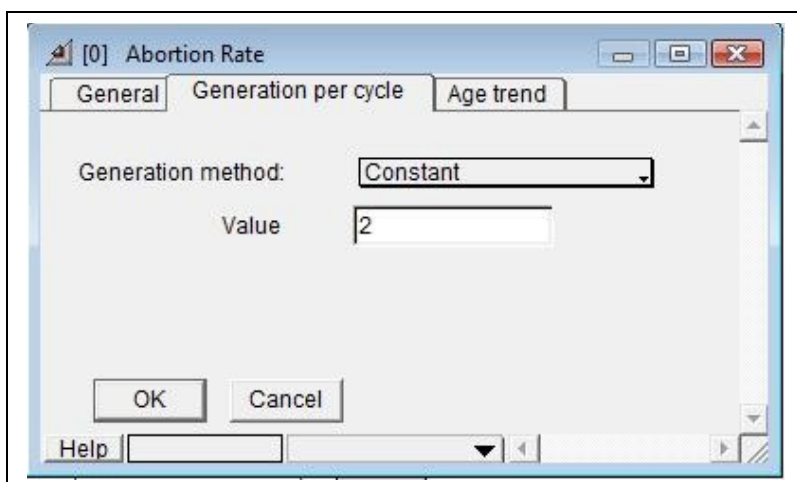 [0] Abortion Rate
General Generation per cycle Age trend
Generation method: Constant
Value 2
OK Cancel
Help